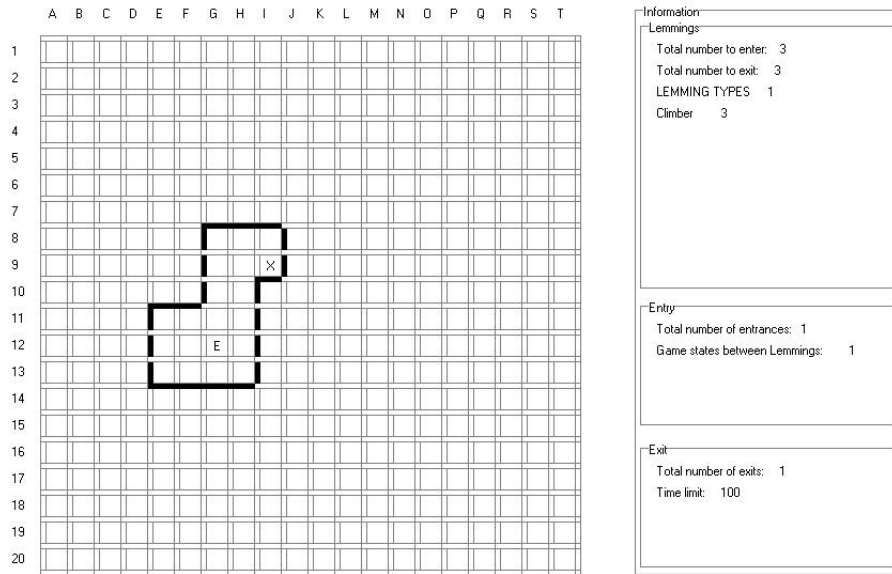 A B C D E F G H I J K L M N O P Q R S T
1
2
3
4
5
6
7
8
9 X
10
11
12 E
13
14
15
16
17
18
19
20
Information
Lemmings
Total number to enter: 3
Total number to exit: 3
LEMMING TYPES 1
Climber 3
Entry
Total number of entrances: 1
Game states between Lemmings: 1
Exit
Total number of exits: 1
Time limit: 100